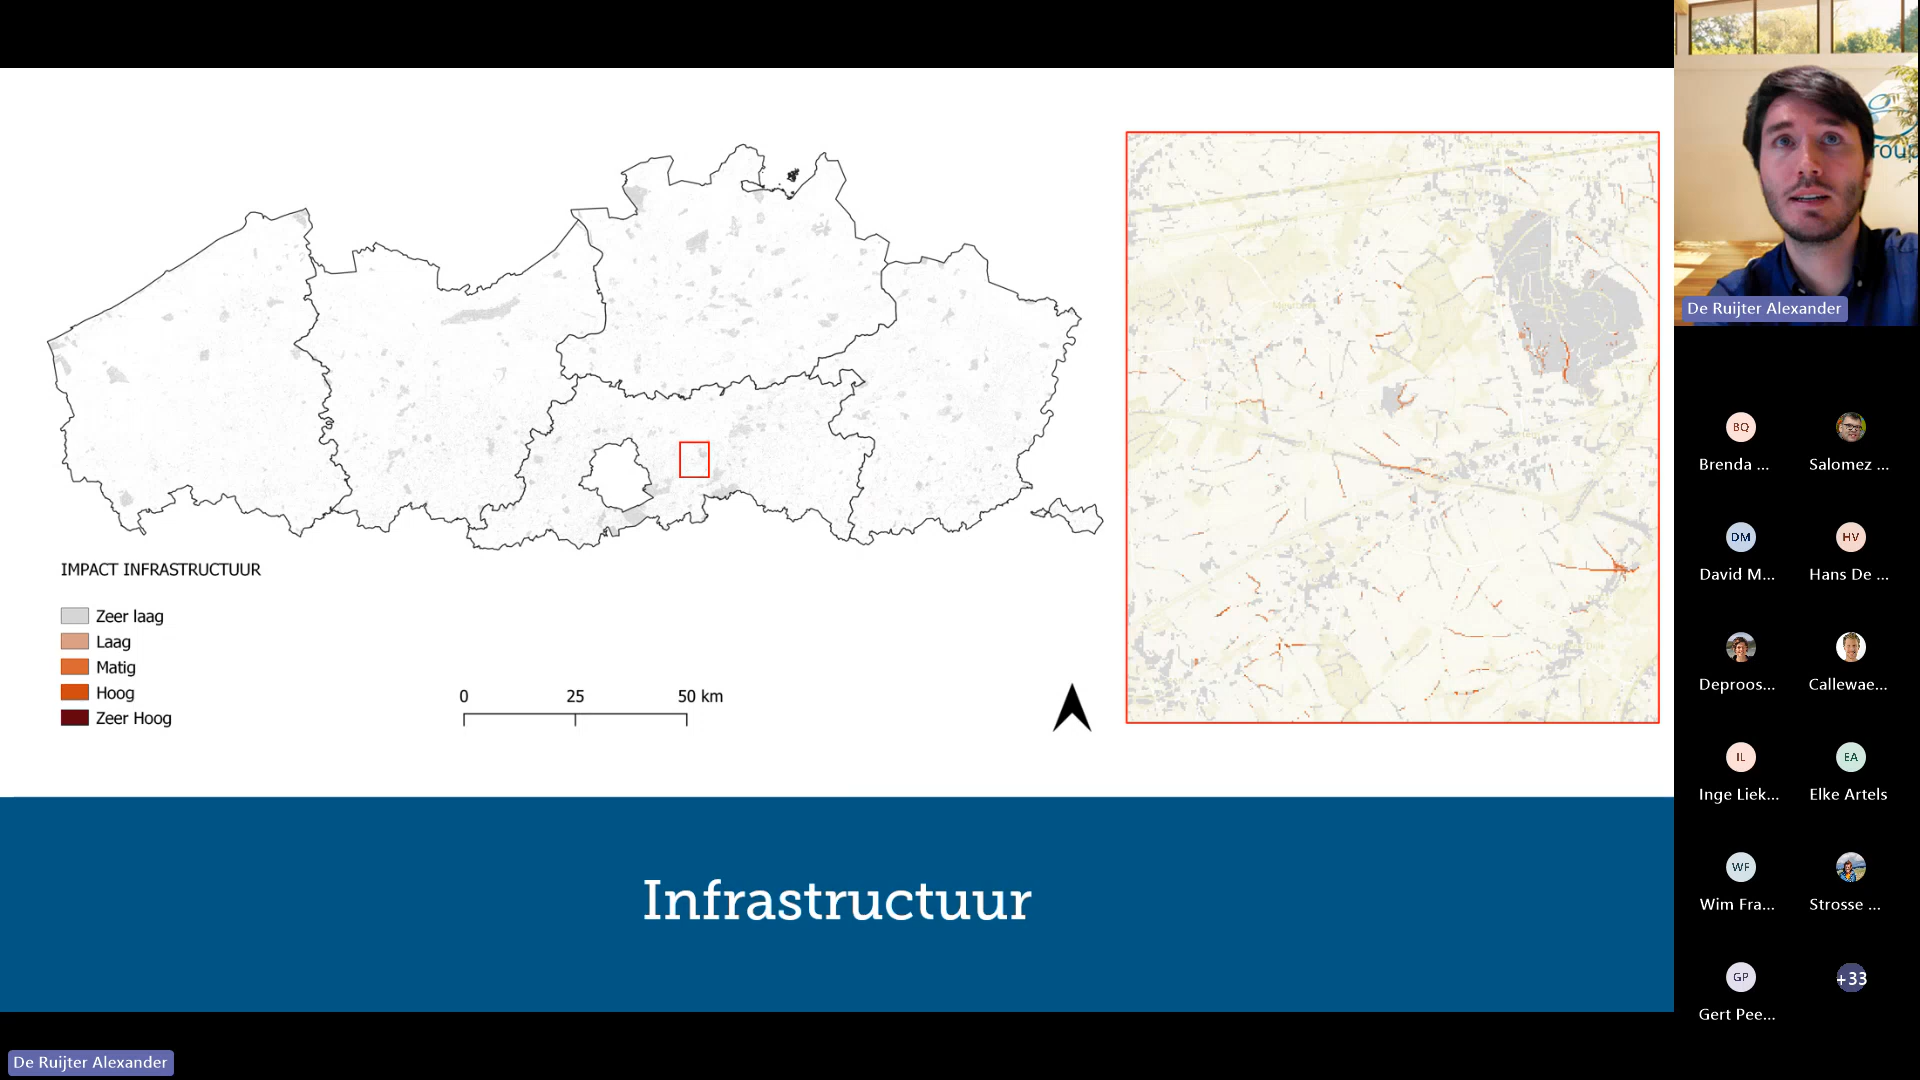 IMPACT INFRASTRUCTUUR
Zeer laag
Laag
Matig
Hoog
Zeer Hoog
0 25 50 km
Infrastructuur
De Ruijter Alexander
BQ
Brenda ...
Salomez ...
DM
HV
David M...
Hans De ...
Deproos...
Callewae...
IL
EA
Inge Liek...
Elke Artels
WF
Wim Fra...
Strosse ...
GP
+33
Gert Pee...
De Ruijter Alexander